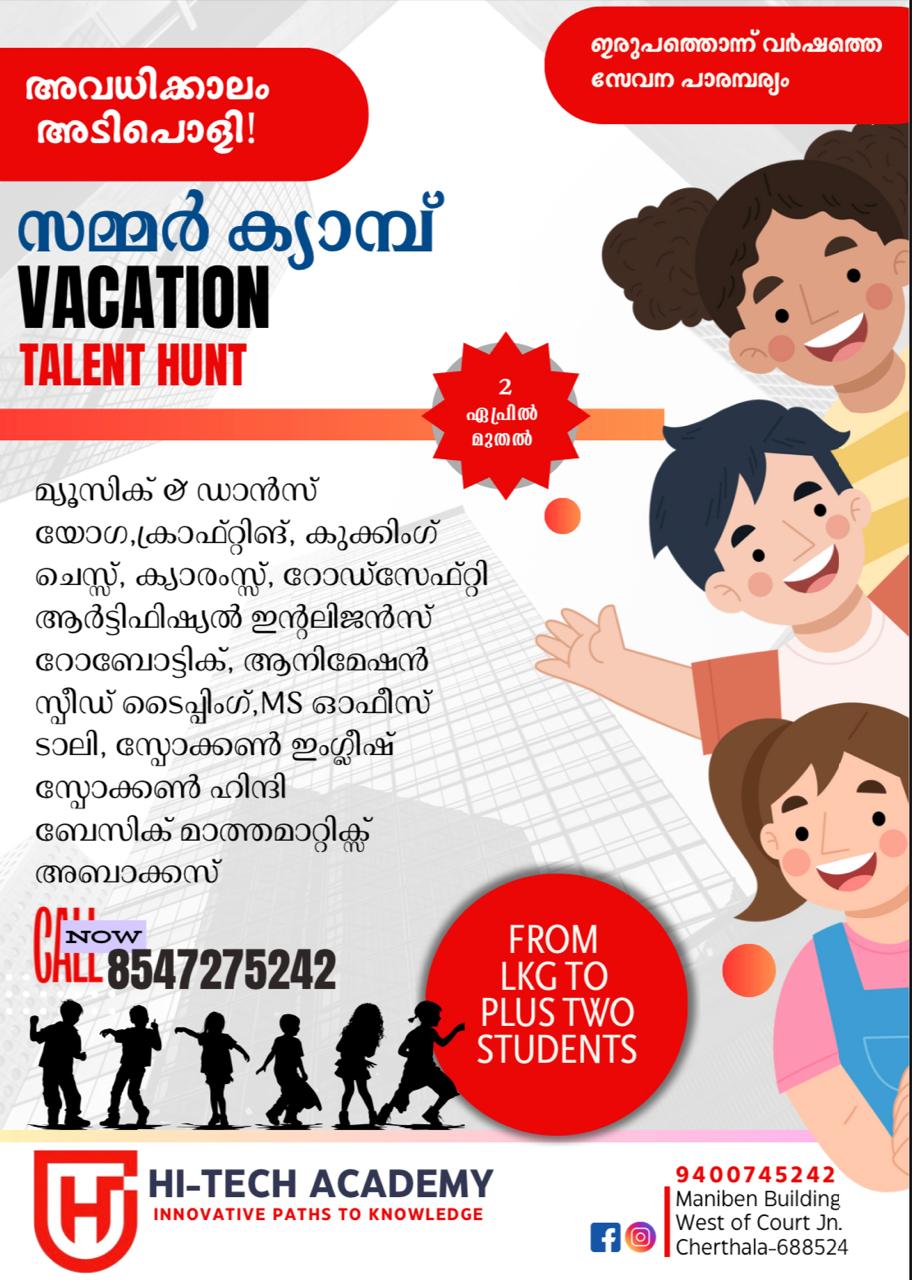 അവധിക്കാലം
അടിപൊളി!
ഇരുപത്തൊന്ന് വർഷത്തെ
സേവന പാരമ്പര്യം
സമ്മർ ക്യാമ്പ്
VACATION
TALENT HUNT
2
ഏപ്രിൽ
മുതൽ
മ്യൂസിക് & ഡാൻസ്
യോഗ,ക്രാഫ്റ്റിങ്, കുക്കിംഗ്
ചെസ്സ്, ക്യാരംസ്സ്, റോഡ്സേഫ്റ്റി
ആർട്ടിഫിഷ്യൽ ഇന്റലിജൻസ്
റോബോട്ടിക്, ആനിമേഷൻ
സ്പീഡ് ടൈപ്പിംഗ്,MS ഓഫീസ്
ടാലി, സ്പോക്കൺ ഇംഗ്ലീഷ്
സ്പോക്കൺ ഹിന്ദി
ബേസിക് മാത്തമാറ്റിക്സ്
അബാക്കസ്
CALL
NOW
8547275242
FROM
LKG TO
PLUS TWO
STUDENTS
HI-TECH ACADEMY
INNOVATIVE PATHS TO KNOWLEDGE
9400745242
Maniben Building
West of Court Jn.
Cherthala-688524